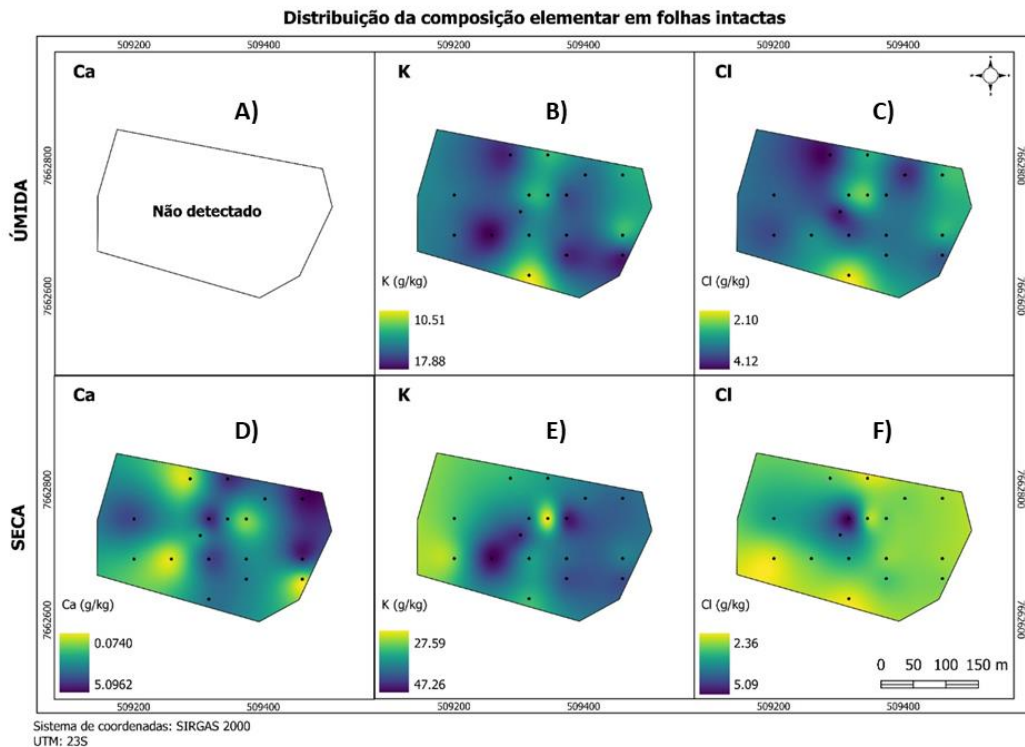 Distribuição da composição elementar em folhas intactas
509200 509400 509200 509400 509200 509400
Ca K Cl
A) B) C)
7662800 7662800
ÚMIDA
Não detectado
7662600 7662600
K (g/kg) Cl (g/kg)
10.51 2.10
17.88 4.12
Ca K Cl
D) E) F)
7662800 7662800
SECA
7662600 7662600
Ca (g/kg) K (g/kg) Cl (g/kg)
0.0740 27.59 2.36
5.0962 47.26 5.09
0 50 100 150 m
509200 509400 509200 509400 509200 509400
Sistema de coordenadas: SIRGAS 2000
UTM: 23S